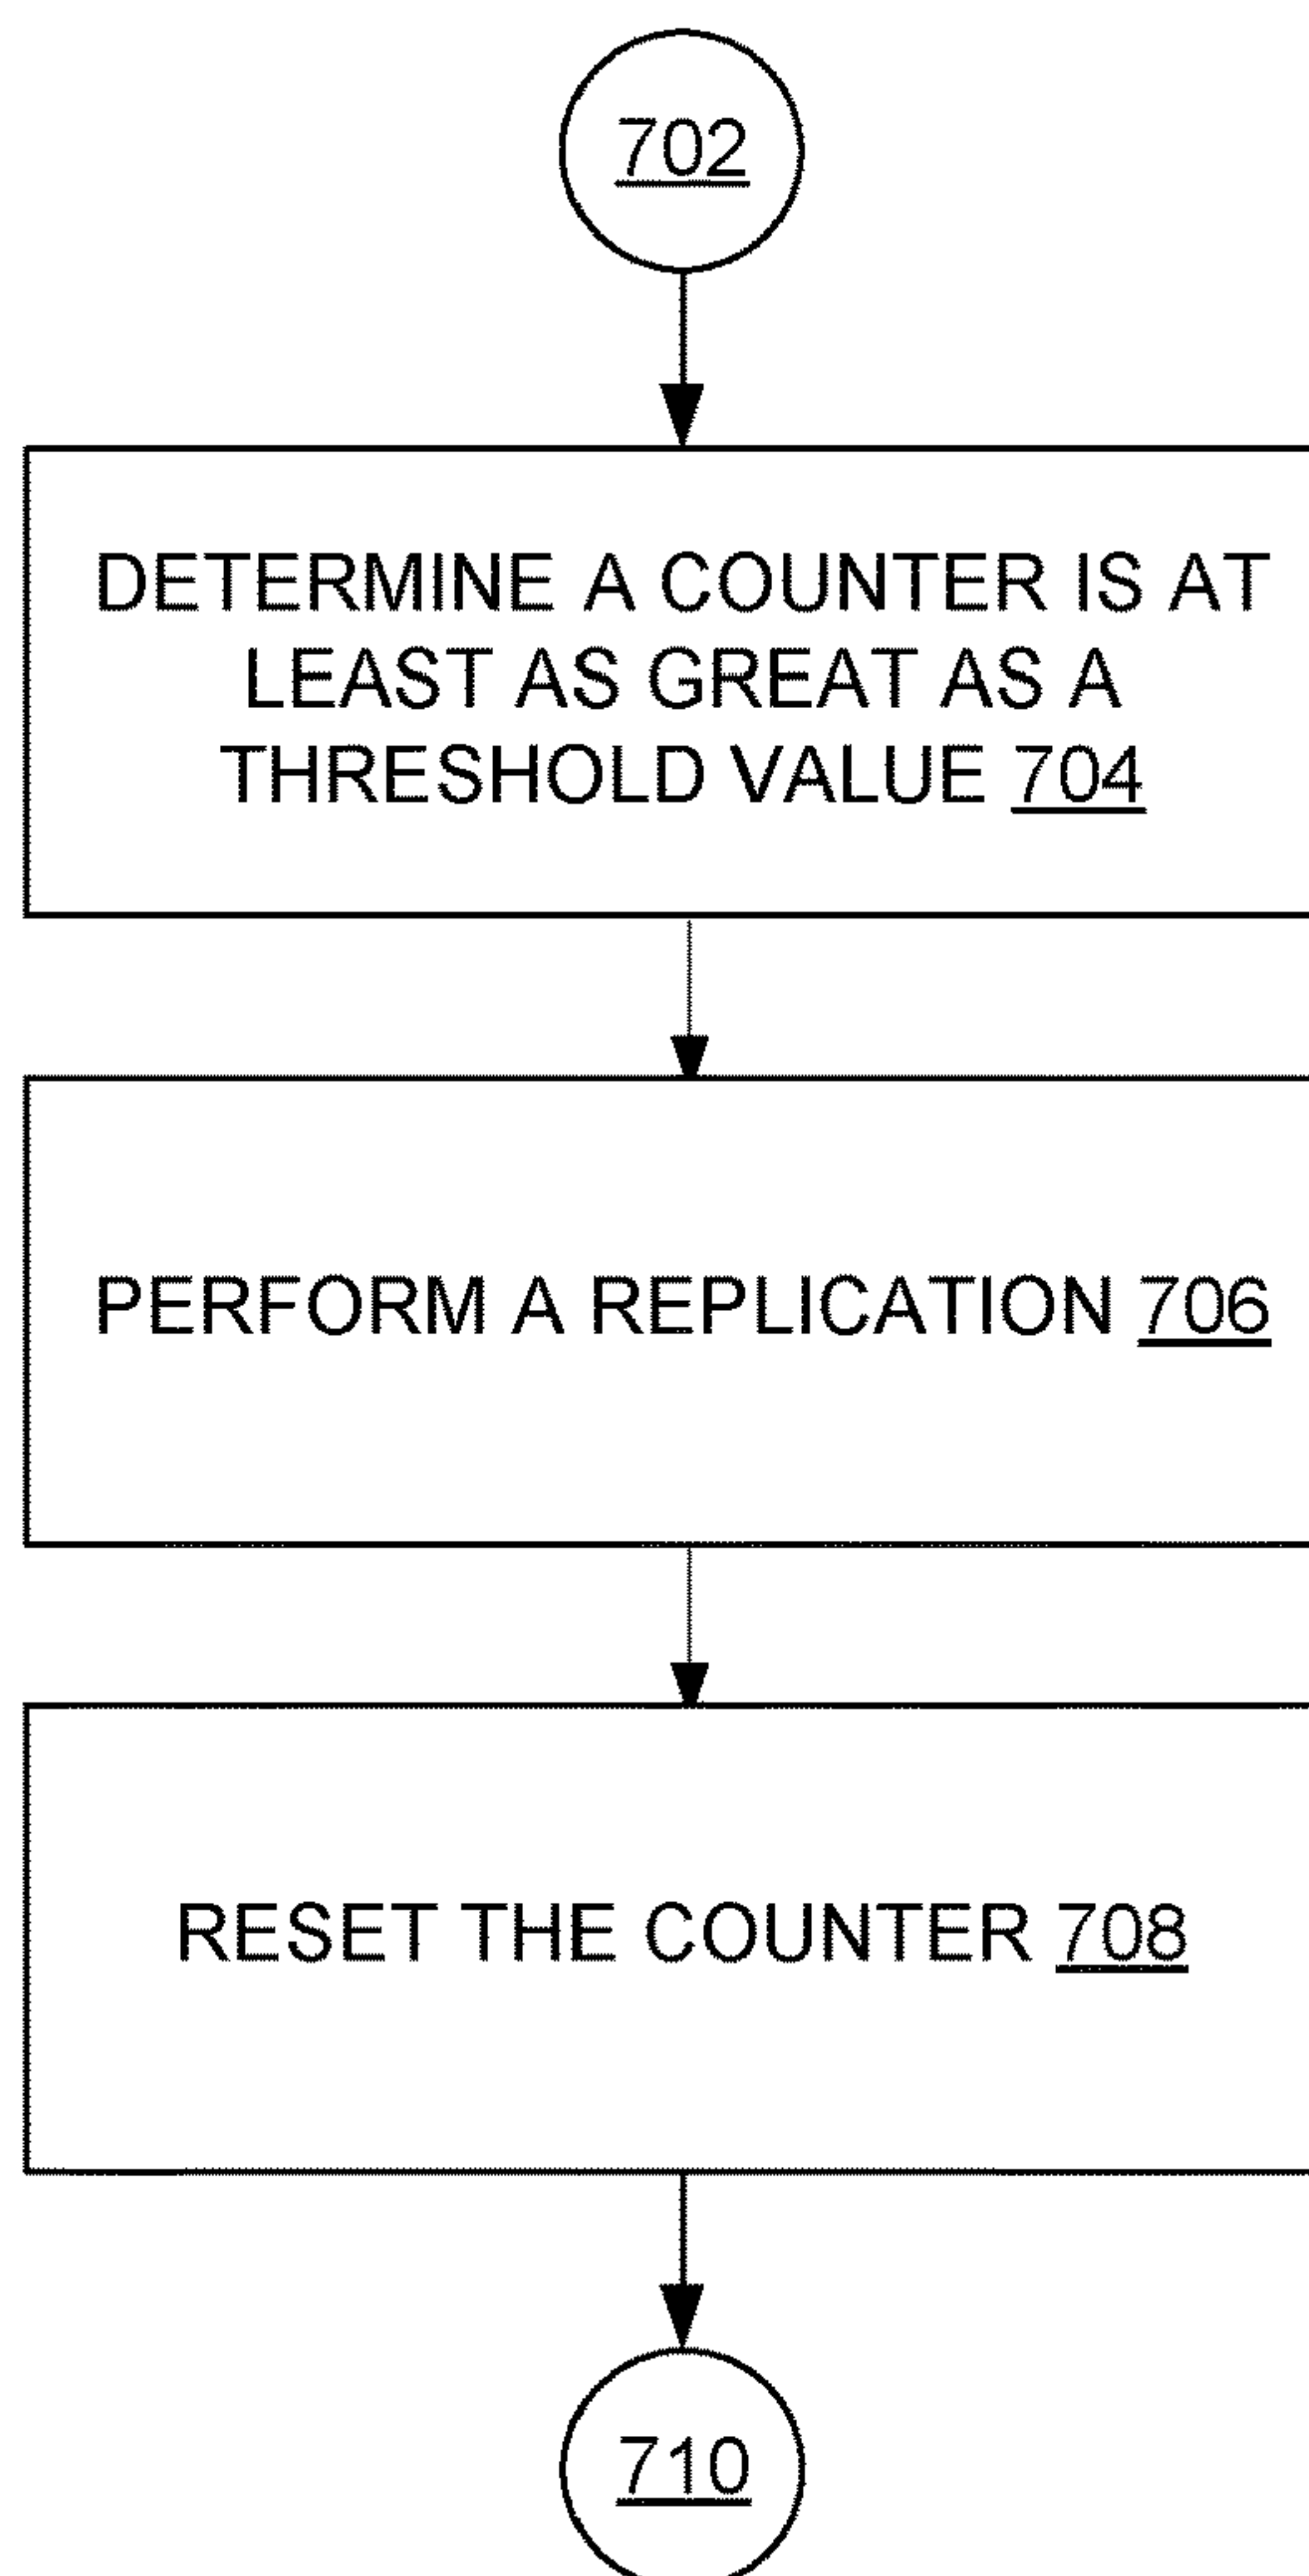 702
DETERMINE A COUNTER IS AT
LEAST AS GREAT AS A
THRESHOLD VALUE 704
PERFORM A REPLICATION 706
RESET THE COUNTER 708
710